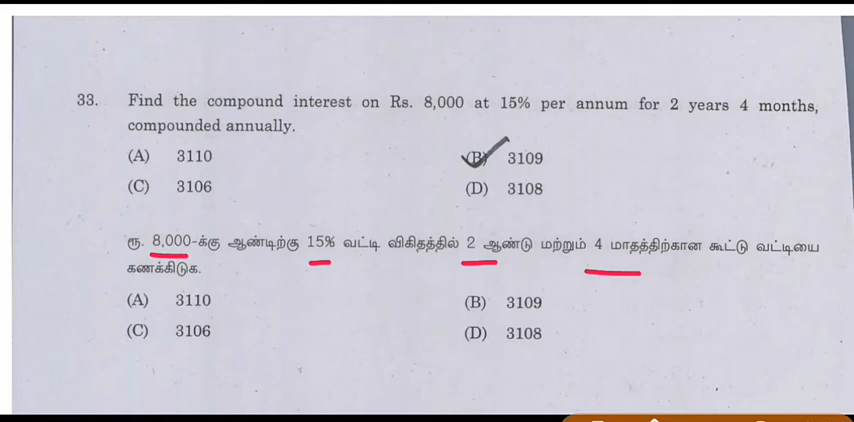 33. Find the compound interest on Rs. 8,000 at 15% per annum for 2 years 4 months,
compounded annually.
(A) 3110 (B) 3109
(C) 3106 (D) 3108
ரூ. 8,000-க்கு ஆண்டிற்கு 15% வட்டி விகிதத்தில் 2 ஆண்டு மற்றும் 4 மாதத்திற்கான கூட்டு வட்டியை
கணக்கிடுக.
(A) 3110 (B) 3109
(C) 3106 (D) 3108